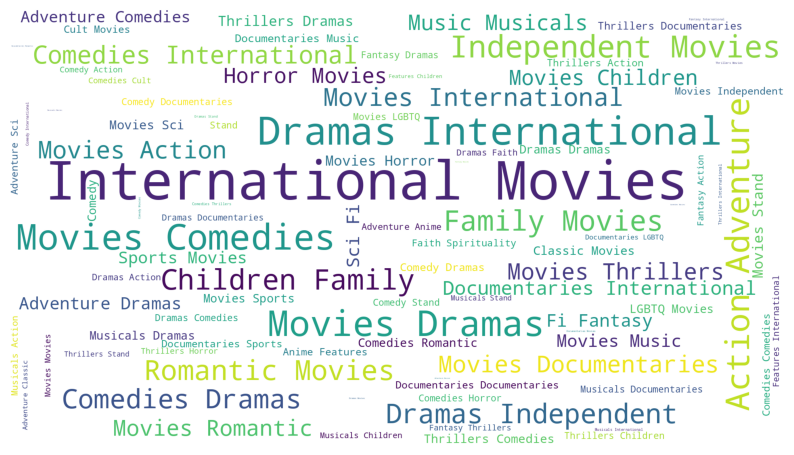 Adventure Comedies
Thrillers Dramas
Music Musicals
Thrillers Documentaries
Cult Movies
Documentaries Music
Independent Movies
Comedies International
Fantasy Dramas
Thrillers Action
Comedy Action
Horror Movies
Features Children
Movies Children
Comedies Cult
Movies International
Movies Independent
Comedy Documentaries
Movies LGBTQ
Movies Sci
Stand
Dramas International
Adventure Sci
Movies Action
Movies Horror
Dramas Faith
Dramas Dramas
International Movies
Fantasy Action
Thrillers International
Comedy
Action Adventure
Movies Stand
Dramas Documentaries
Sci Fi
Adventure Anime
Family Movies
Movies Comedies
Faith Spirituality
Documentaries LGBTQ
Classic Movies
Sports Movies
Comedy Dramas
Movies Thrillers
Dramas Action
Children Family
Documentaries International
Features International
Adventure Dramas
Movies Sports
Comedy Stand
Musicals Stand
LGBTQ Movies
Dramas Comedies
Movies Dramas
Fi Fantasy
Comedies Comedies
Musicals Action
Musicals Dramas
Documentaries Sports
Comedies Romantic
Movies Music
Movies Movies
Thrillers Stand
Thrillers Horror
Anime Features
Adventure Classic
Romantic Movies
Movies Documentaries
Documentaries Documentaries
Musicals Documentaries
Comedies Dramas
Comedies Horror
Dramas Independent
Movies Romantic
Fantasy Thrillers
Musicals International
Musicals Children
Thrillers Comedies
Thrillers Children